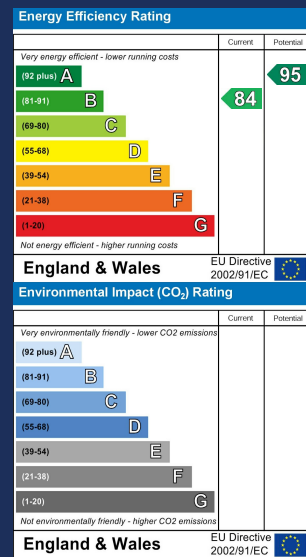 Energy Efficiency Rating
Current Potential
Very energy efficient - lower running costs
(92 plus) A
95
(81-91) B
84
(69-80) C
(55-68) D
(39-54) E
(21-38) F
(1-20) G
Not energy efficient - higher running costs
England & Wales
EU Directive
2002/91/EC
Environmental Impact (CO₂) Rating
Current Potential
Very environmentally friendly - lower CO2 emissions
(92 plus) A
(81-91) B
(69-80) C
(55-68) D
(39-54) E
(21-38) F
(1-20) G
Not environmentally friendly - higher CO2 emissions
England & Wales
EU Directive
2002/91/EC